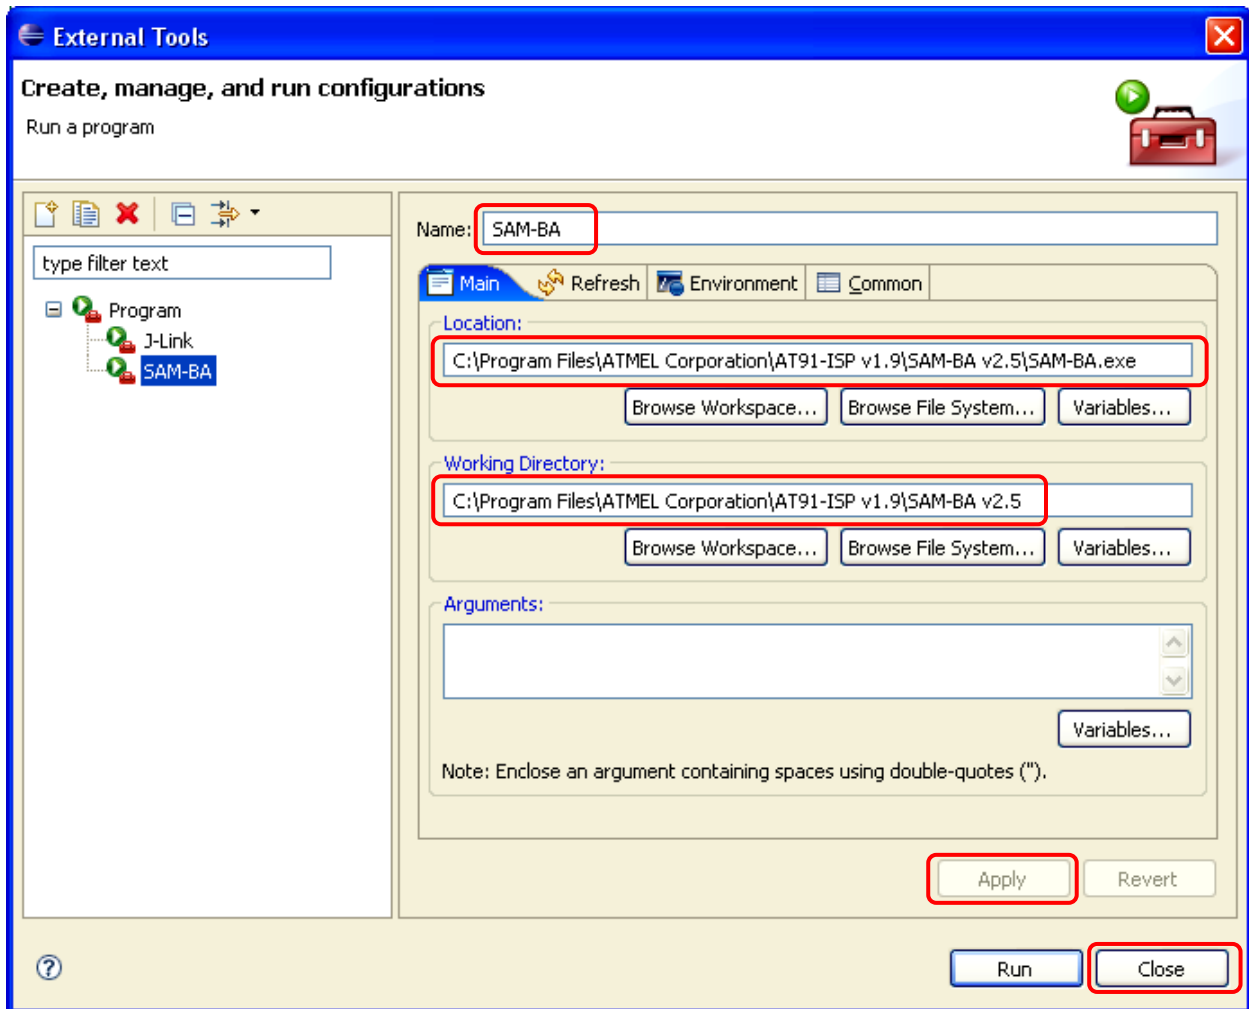 External Tools
Create, manage, and run configurations
Run a program
type filter text
Program
J-Link
SAM-BA
Name: SAM-BA
Main Refresh Environment Common
Location:
C:\Program Files\ATMEL Corporation\AT91-ISP v1.9\SAM-BA v2.5\SAM-BA.exe
Browse Workspace... Browse File System... Variables...
Working Directory:
C:\Program Files\ATMEL Corporation\AT91-ISP v1.9\SAM-BA v2.5
Browse Workspace... Browse File System... Variables...
Arguments:
Variables...
Note: Enclose an argument containing spaces using double-quotes (").
Apply Revert
? Run Close